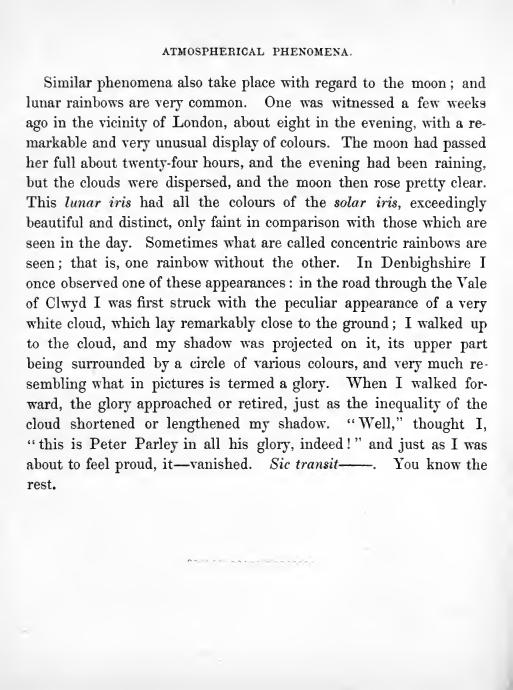 ATMOSPHERICAL PHENOMENA.
Similar phenomena also take place with regard to the moon; and
lunar rainbows are very common. One was witnessed a few weeks
ago in the vicinity of London, about eight in the evening, with a re-
markable and very unusual display of colours. The moon had passed
her full about twenty-four hours, and the evening had been raining,
but the clouds were dispersed, and the moon then rose pretty clear.
This lunar iris had all the colours of the solar iris, exceedingly
beautiful and distinct, only faint in comparison with those which are
seen in the day. Sometimes what are called concentric rainbows are
seen; that is, one rainbow without the other. In Denbighshire I
once observed one of these appearances: in the road through the Vale
of Clwyd I was first struck with the peculiar appearance of a very
white cloud, which lay remarkably close to the ground; I walked up
to the cloud, and my shadow was projected on it, its upper part
being surrounded by a circle of various colours, and very much re-
sembling what in pictures is termed a glory. When I walked for-
ward, the glory approached or retired, just as the inequality of the
cloud shortened or lengthened my shadow. "Well," thought I,
"this is Peter Parley in all his glory, indeed!" and just as I was
about to feel proud, it—vanished. Sic transit——. You know the
rest.